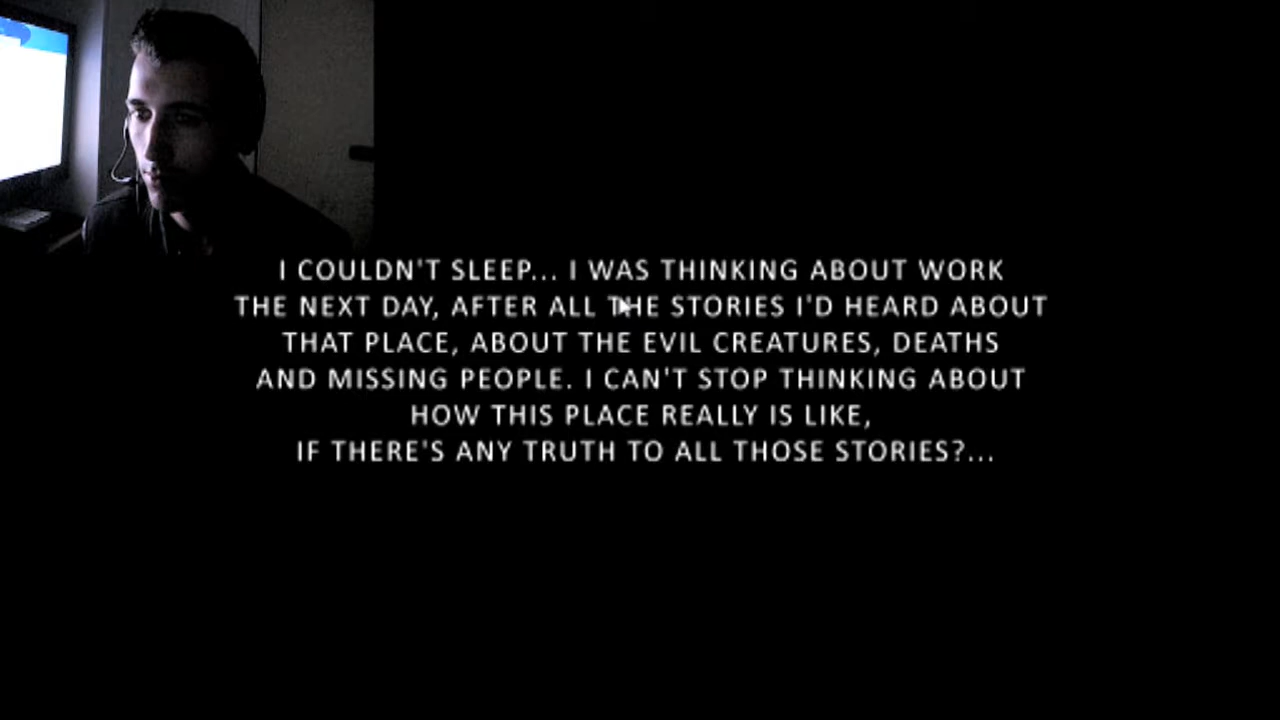 I COULDN'T SLEEP... I WAS THINKING ABOUT WORK
THE NEXT DAY, AFTER ALL THE STORIES I'D HEARD ABOUT
THAT PLACE, ABOUT THE EVIL CREATURES, DEATHS
AND MISSING PEOPLE. I CAN'T STOP THINKING ABOUT
HOW THIS PLACE REALLY IS LIKE,
IF THERE'S ANY TRUTH TO ALL THOSE STORIES?...